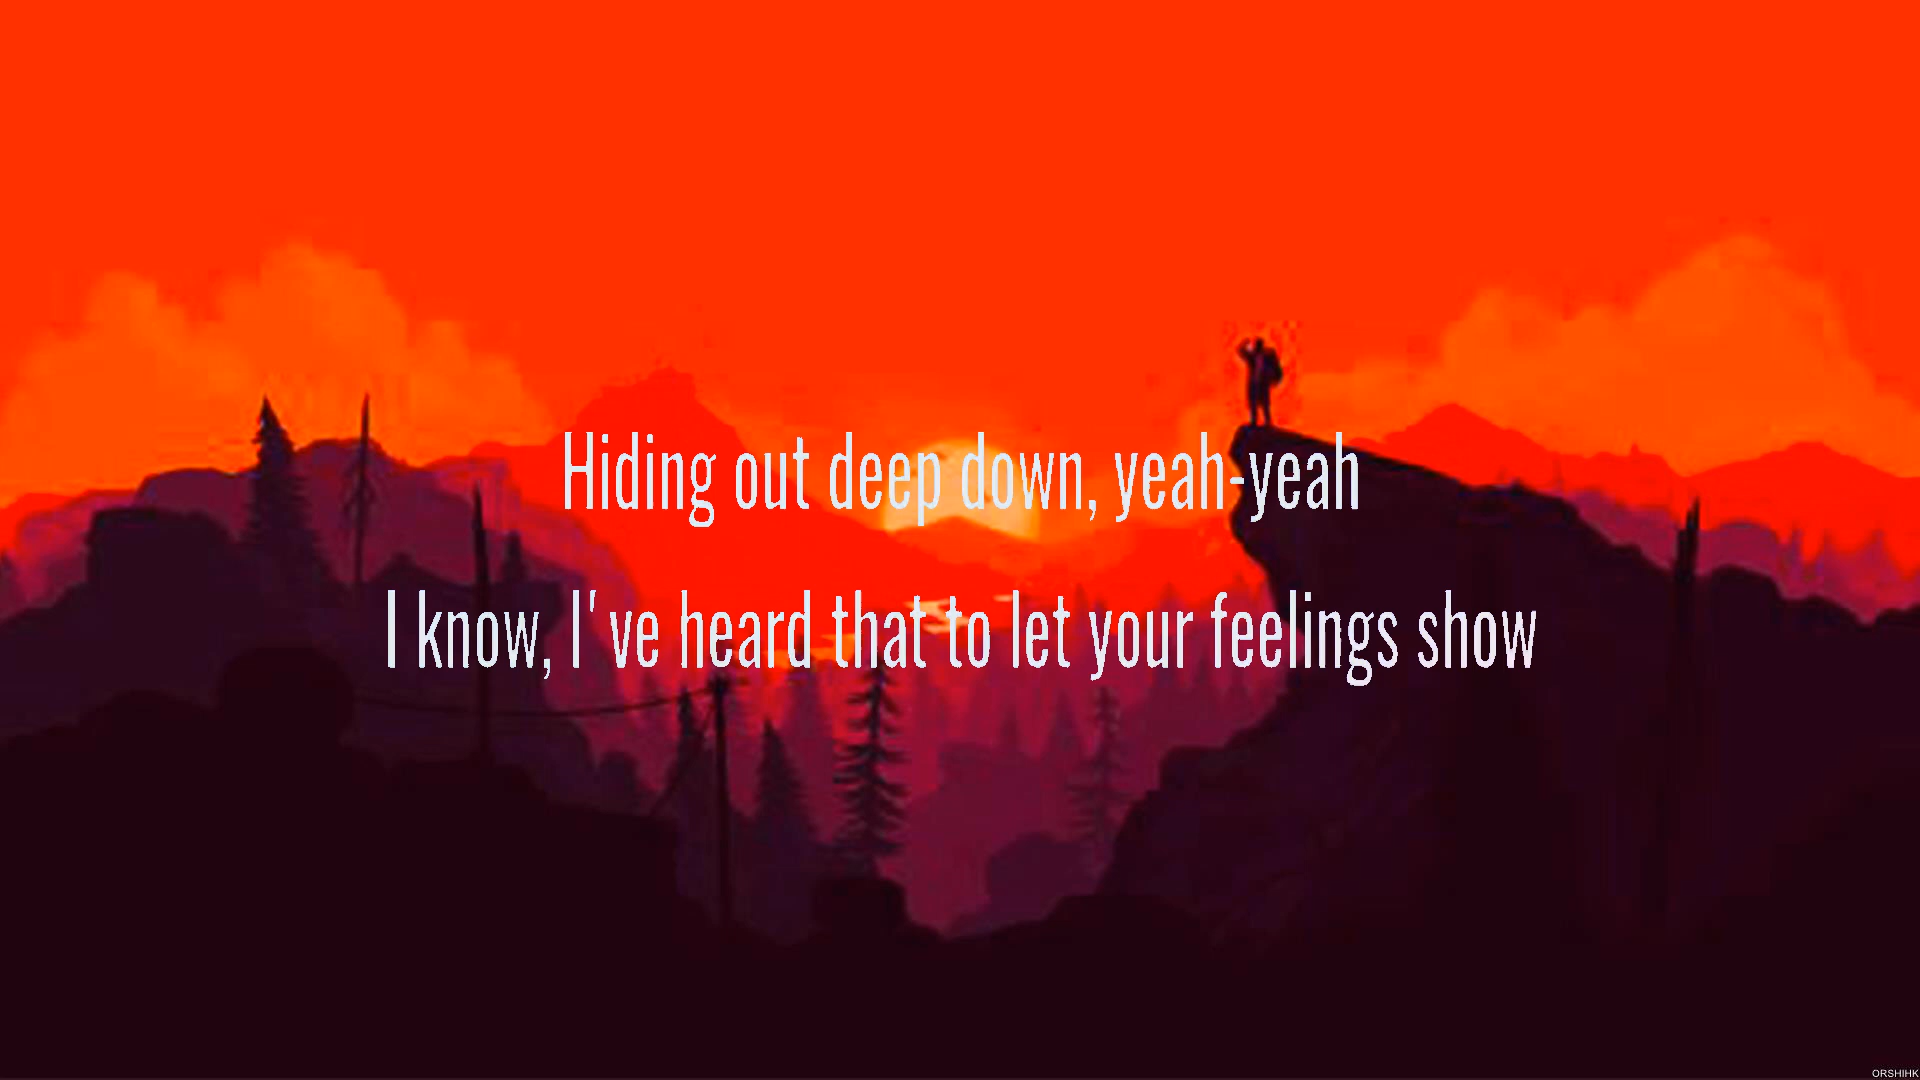 Hiding out deep down, yeah-yeah
I know, I've heard that to let your feelings show
ORSHIHK